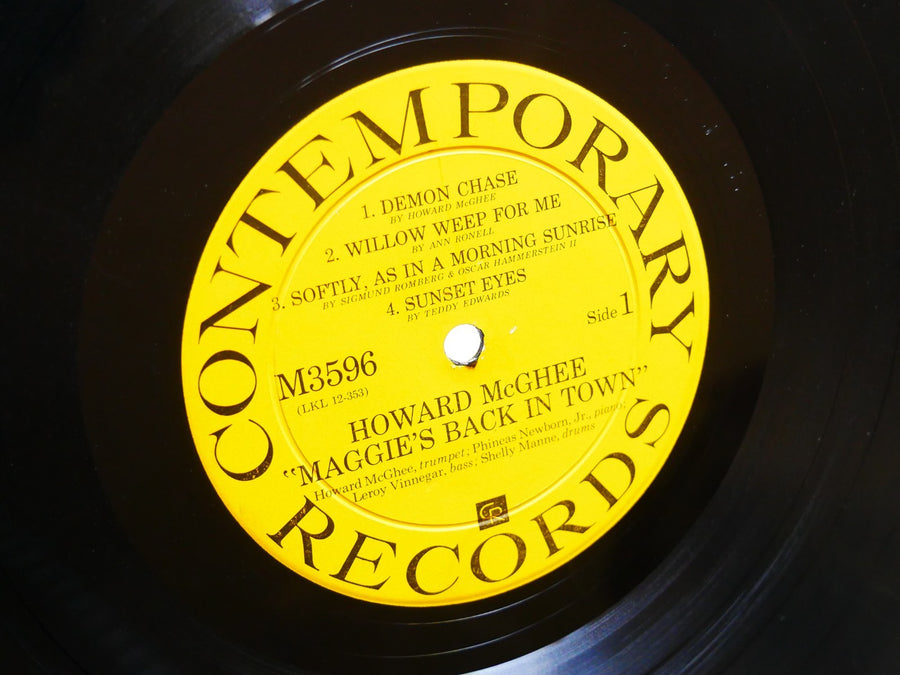 CONTEMPORARY
1. DEMON CHASE
BY HOWARD McGHEE
2. WILLOW WEEP FOR ME
BY ANN RONELL
3. SOFTLY, AS IN A MORNING SUNRISE
BY SIGMUND ROMBERG & OSCAR HAMMERSTEIN II
4. SUNSET EYES
BY TEDDY EDWARDS
Side 1
M3596
(LKL 12-353)
HOWARD McGHEE
“MAGGIE'S BACK IN TOWN”
Howard McGhee, trumpet; Phineas Newborn, Jr., piano;
Leroy Vinnegar, bass; Shelly Manne, drums
CR
RECORDS